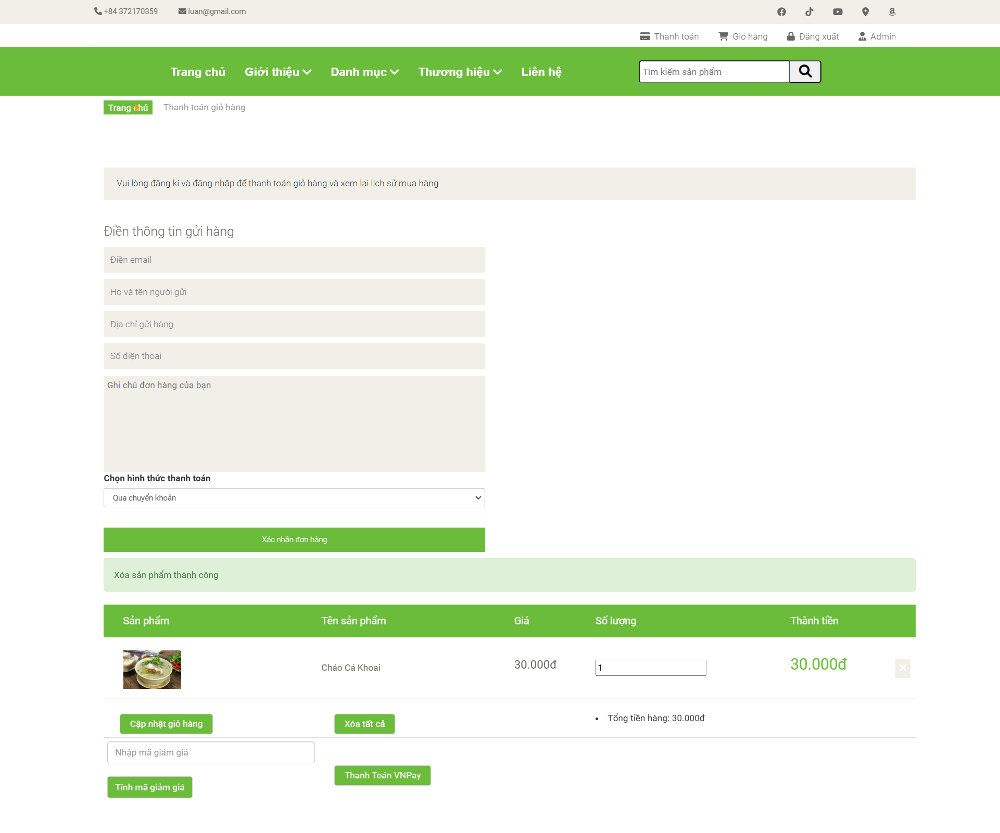 +84 372170359 luan@gmail.com
Thanh toán Giỏ hàng Đăng xuất Admin
Trang chủ Giới thiệu Danh mục Thương hiệu Liên hệ Tìm kiếm sản phẩm
Trang chủ Thanh toán giỏ hàng
Vui lòng đăng kí và đăng nhập để thanh toán giỏ hàng và xem lại lịch sử mua hàng
Điền thông tin gửi hàng
Điền email
Họ và tên người gửi
Địa chỉ gửi hàng
Số điện thoại
Ghi chú đơn hàng của bạn
Chọn hình thức thanh toán
Qua chuyển khoản
Xác nhận đơn hàng
Xóa sản phẩm thành công
Sản phẩm Tên sản phẩm Giá Số lượng Thành tiền
Cháo Cá Khoai 30.000đ 1 30.000đ
Cập nhật giỏ hàng Xóa tất cả Tổng tiền hàng: 30.000đ
Nhập mã giảm giá
Thanh Toán VNPay
Tính mã giảm giá